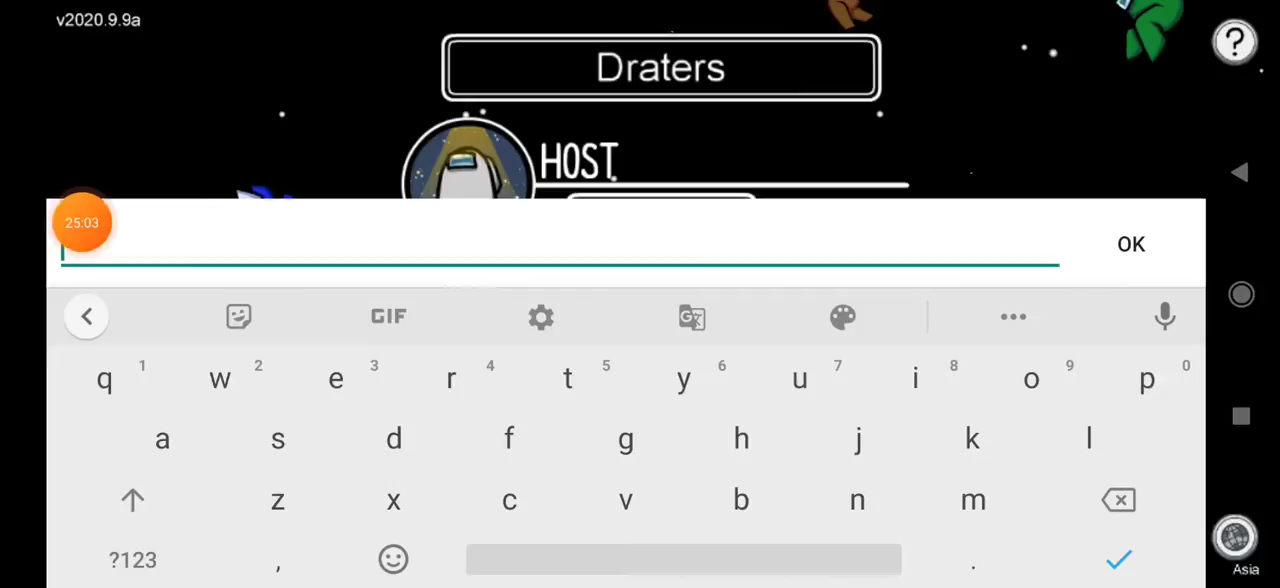 v2020.9.9a
Draters
HOST
25:03
OK
GIF
q 1 w 2 e 3 r 4 t 5 y 6 u 7 i 8 o 9 p 0
a s d f g h j k l
z x c v b n m
?123 , .
Asia